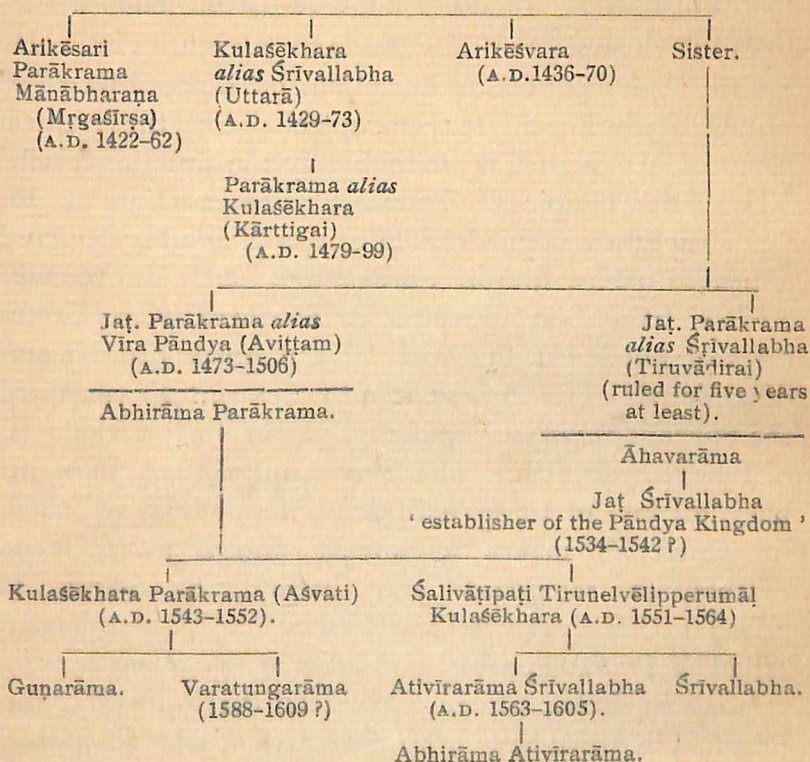 Arikēsari
Parākrama
Mānābharaṇa
(Mṛgaśīrṣa)
(A.D. 1422–62)
Kulaśēkhara
alias Śrīvallabha
(Uttarā)
(A.D. 1429–73)
Arikēśvara
(A.D.1436–70)
Sister.
Parākrama alias
Kulaśēkhara
(Kārttigai)
(A.D. 1479–99)
Jaṭ. Parākrama alias
Vīra Pāndya (Aviṭṭam)
(A.D. 1473–1506)
Jaṭ. Parākrama
alias Śrīvallabha
(Tiruvādirai)
(ruled for five years
at least).
Abhirāma Parākrama.
Āhavarāma
Jaṭ Śrīvallabha
‘ establisher of the Pāndya Kingdom ’
(1534–1542 ?)
Kulaśēkhara Parākrama (Aśvati)
(A.D. 1543–1552).
Śalivāṭīpati Tirunelvēlipperumāḷ
Kulaśēkhara (A.D. 1551–1564)
Guṇarāma.
Varatungarāma
(1588–1609 ?)
Ativīrarāma Śrīvallabha
(A.D. 1563–1605).
Śrīvallabha.
Abhirāma Ativīrarāma.